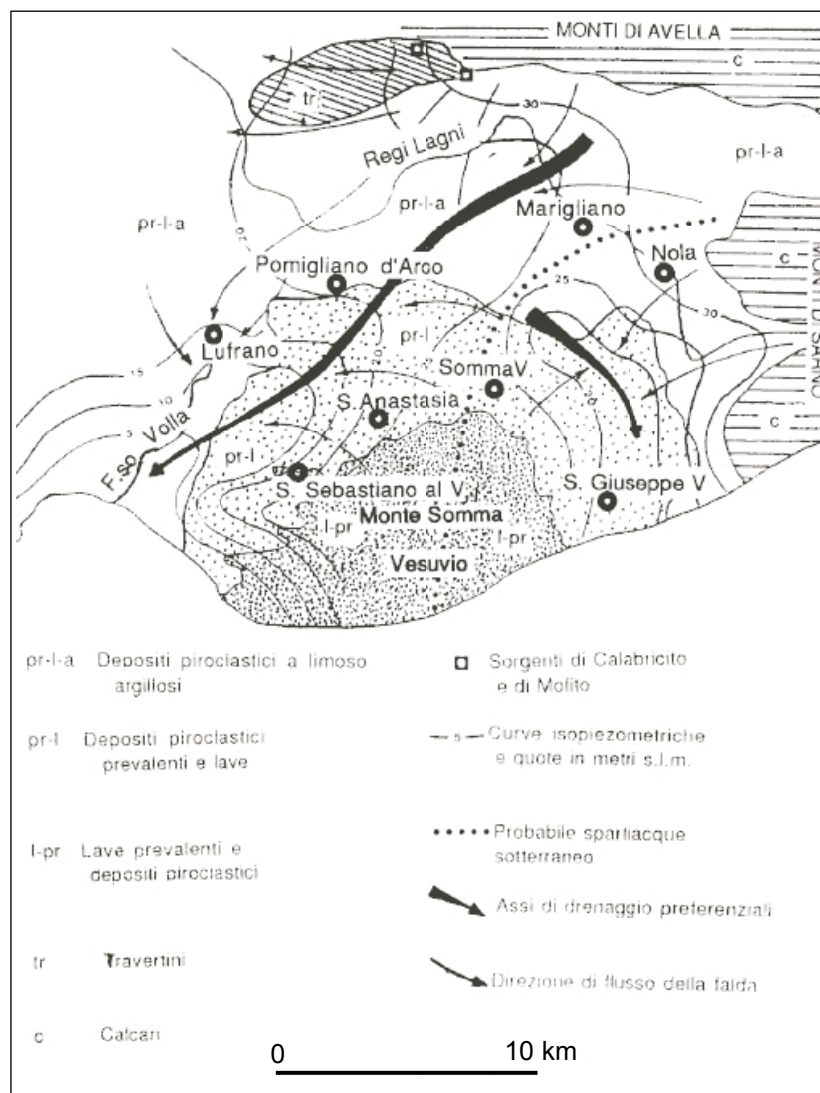 MONTI DI AVELLA
c
tr
30
Regi Lagni
pr-l-a
pr-l-a
pr-l-a
Marigliano
MONTI DI SARNO
c
Nola
Pomigliano d'Arco
25
30
pr-l
Lufrano
15
20
Somma V.
20
10
S. Anastasia
5
F.so Volla
pr-l
c
S. Sebastiano al V.
S. Giuseppe V
Monte Somma
l-pr
l-pr
Vesuvio
pr-l-a Depositi piroclastici a limoso
argillosi
Sorgenti di Calabricito
e di Mofito
pr-l Depositi piroclastici
prevalenti e lave
5 Curve isopiezometriche
e quote in metri s.l.m.
l-pr Lave prevalenti e
depositi piroclastici
Probabile spartiacque
sotterraneo
Assi di drenaggio preferenziali
tr Travertini
Direzione di flusso della falda
c Calcari
0 10 km